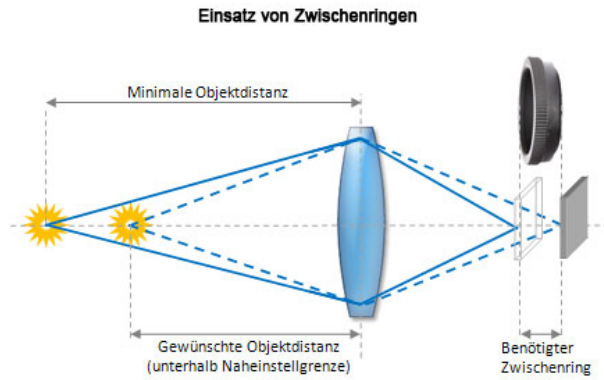 Einsatz von Zwischenringen
Minimale Objektdistanz
Gewünschte Objektdistanz
(unterhalb Naheinstellgrenze)
Benötigter
Zwischenring